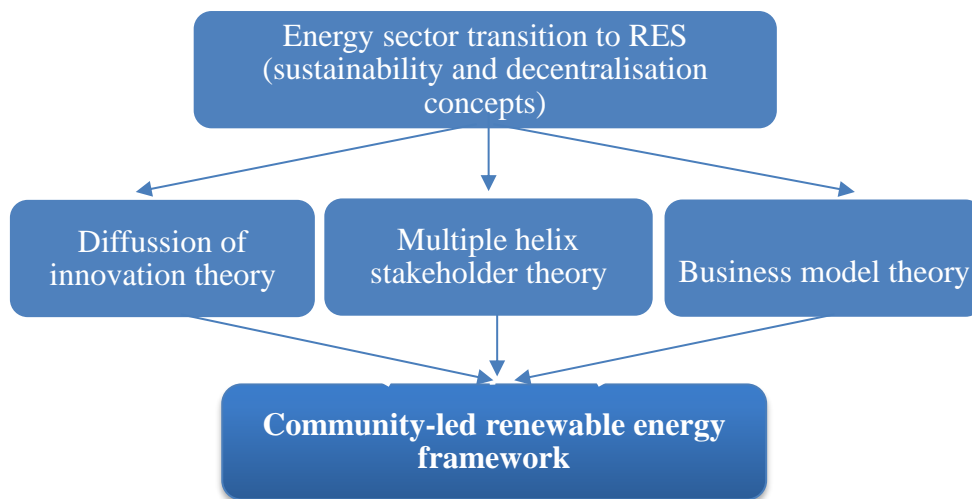 Energy sector transition to RES
(sustainability and decentralisation
concepts)
Diffussion of
innovation theory
Multiple helix
stakeholder theory
Business model theory
Community-led renewable energy
framework